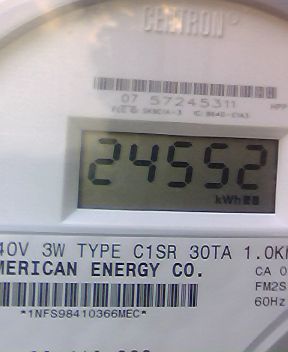 CENTRON
07 57245311
24552
kWh
40V 3W TYPE C1SR 30TA 1.0K
MERICAN ENERGY CO.
CA 0
FM2S
60Hz
*1NFS98410366MEC*